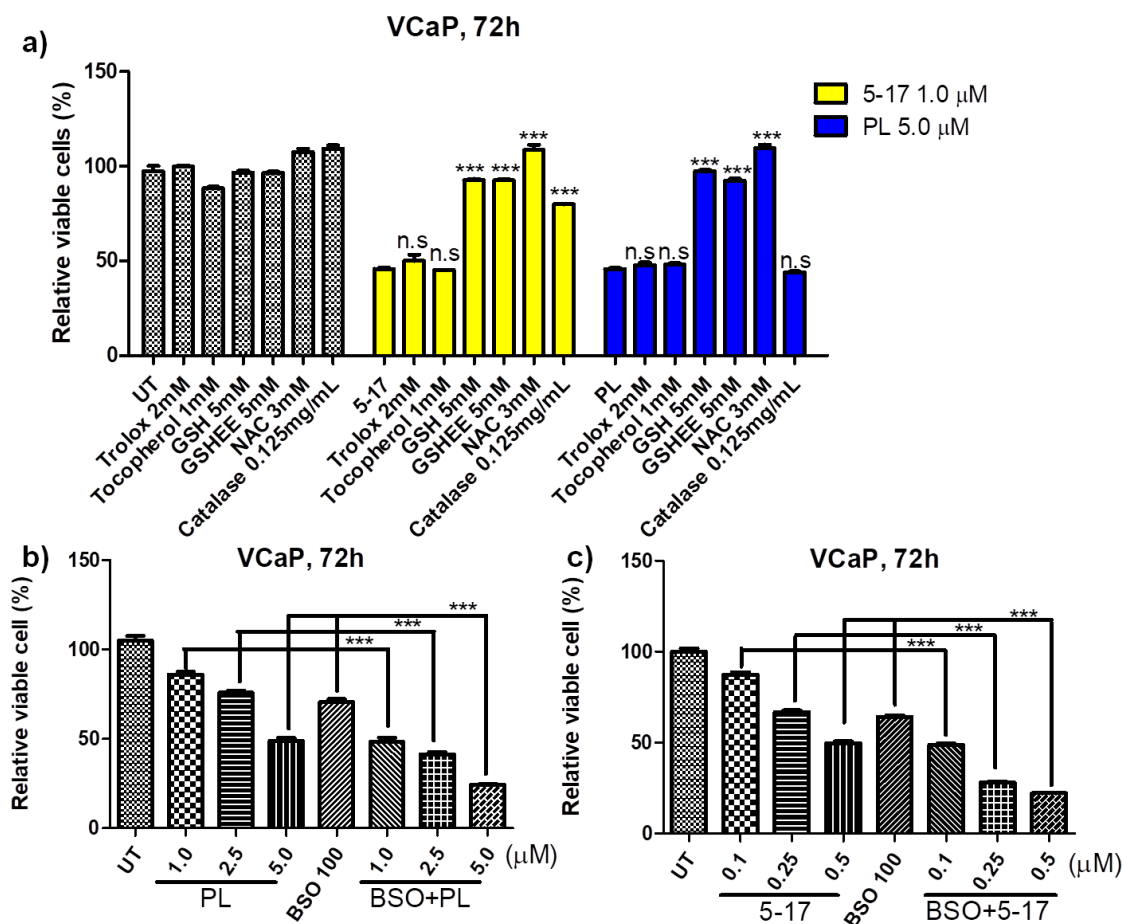 a)
VCaP, 72h
Relative viable cells (%)
150
100
50
0
5-17 1.0 μM
PL 5.0 μM
n.s
n.s
***
***
***
***
n.s
n.s
***
***
***
n.s
UT
Trolox 2mM
Tocopherol 1mM
GSH 5mM
GSHEE 5mM
NAC 3mM
Catalase 0.125mg/mL
5-17
Trolox 2mM
Tocopherol 1mM
GSH 5mM
GSHEE 5mM
NAC 3mM
Catalase 0.125mg/mL
PL
Trolox 2mM
Tocopherol 1mM
GSH 5mM
GSHEE 5mM
NAC 3mM
Catalase 0.125mg/mL
b)
VCaP, 72h
Relative viable cell (%)
150
100
50
0
***
***
***
UT
1.0
2.5
5.0
BSO 100
1.0
2.5
5.0
(μM)
PL
BSO+PL
c)
VCaP, 72h
Relative viable cell (%)
150
100
50
0
***
***
***
UT
0.1
0.25
0.5
BSO 100
0.1
0.25
0.5
(μM)
5-17
BSO+5-17